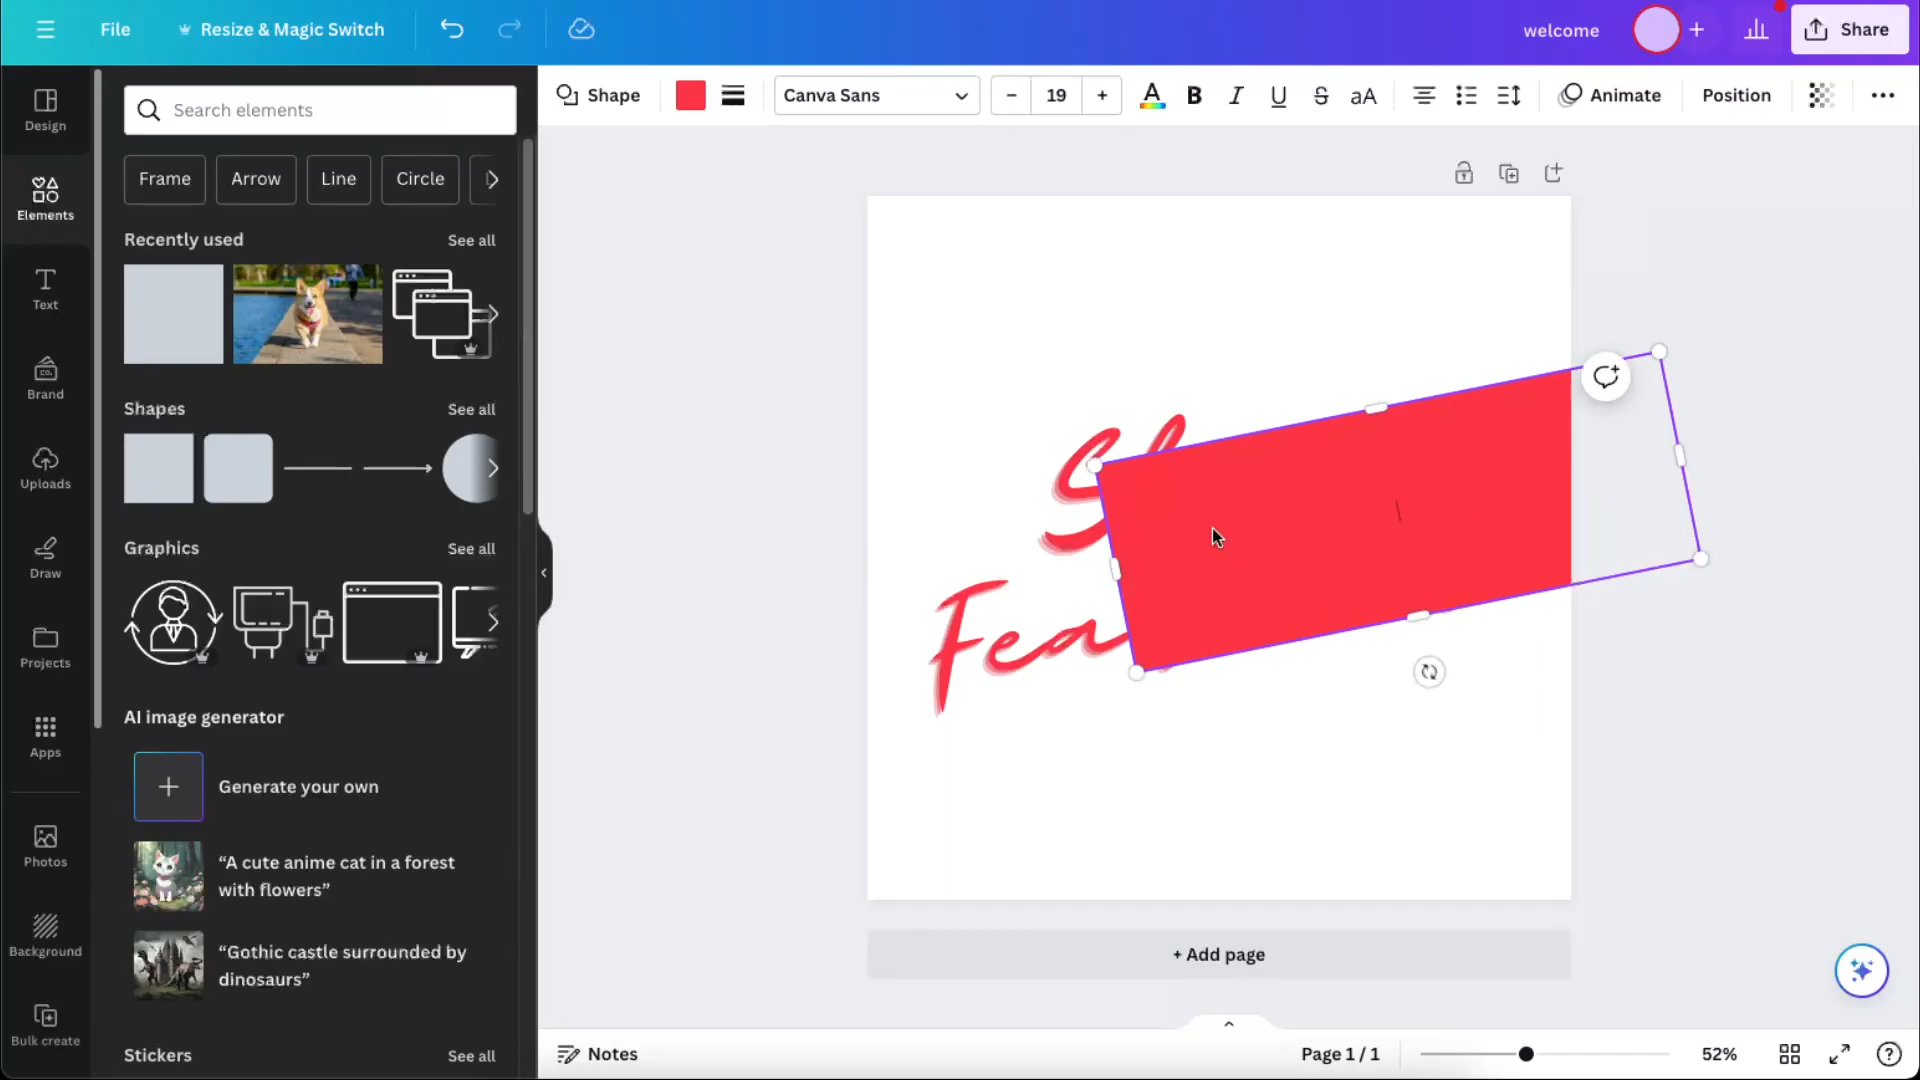 File
Resize & Magic Switch
welcome
Share
Design
Elements
Text
Brand
Uploads
Draw
Projects
Apps
Photos
Background
Bulk create
Search elements
Frame
Arrow
Line
Circle
Recently used
See all
Shapes
See all
Graphics
See all
AI image generator
Generate your own
“A cute anime cat in a forest
with flowers”
“Gothic castle surrounded by
dinosaurs”
Stickers
See all
Shape
Canva Sans
19
A
B
I
U
S
aA
Animate
Position
Fea
+ Add page
Notes
Page 1 / 1
52%